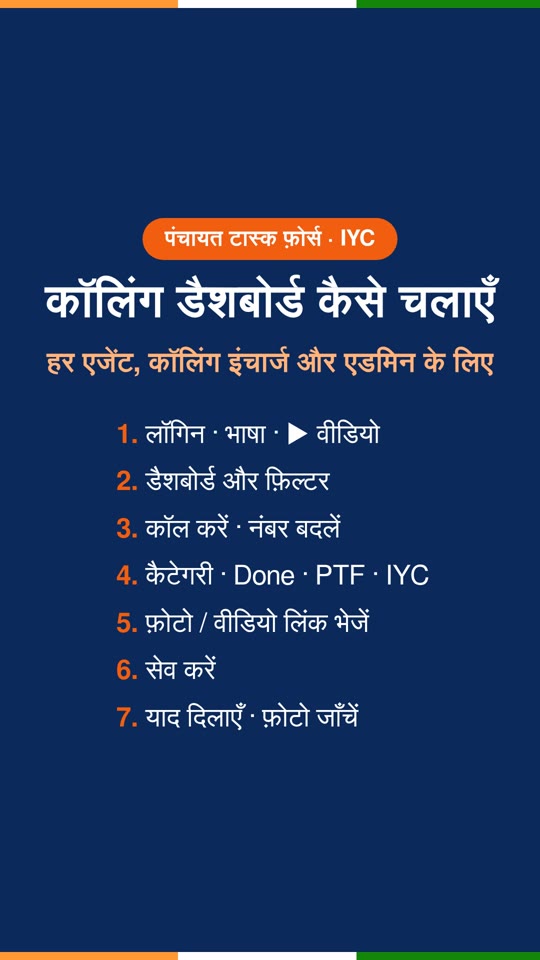 पंचायत टास्क फ़ोर्स · IYC
कॉलिंग डैशबोर्ड कैसे चलाएँ
हर एजेंट, कॉलिंग इंचार्ज और एडमिन के लिए
1. लॉगिन · भाषा · ▶ वीडियो
2. डैशबोर्ड और फ़िल्टर
3. कॉल करें · नंबर बदलें
4. कैटेगरी · Done · PTF · IYC
5. फ़ोटो / वीडियो लिंक भेजें
6. सेव करें
7. याद दिलाएँ · फ़ोटो जाँचें